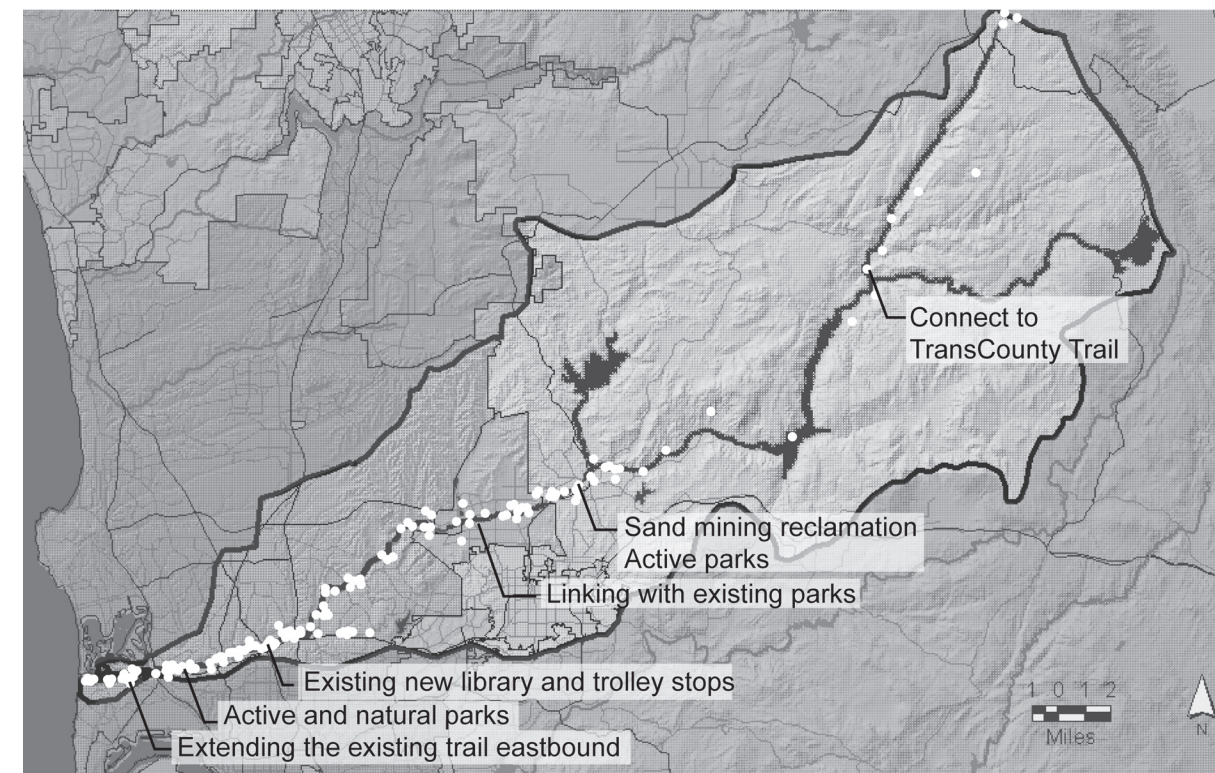 Connect to
TransCounty Trail
Sand mining reclamation
Active parks
Linking with existing parks
Existing new library and trolley stops
Active and natural parks
Extending the existing trail eastbound
1 0 1 2
Miles
N